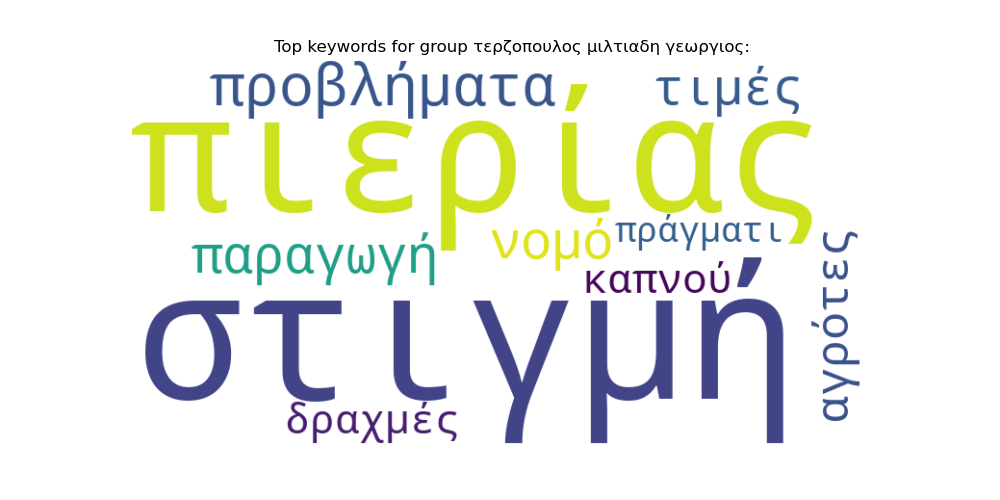 Top keywords for group τερζοπουλος μιλτιαδη γεωργιος:
προβλήματα
τιμές
πιερίας
πράγματι
νομό
παραγωγή
καπνού
αγρότες
στιγμή
δραχμές